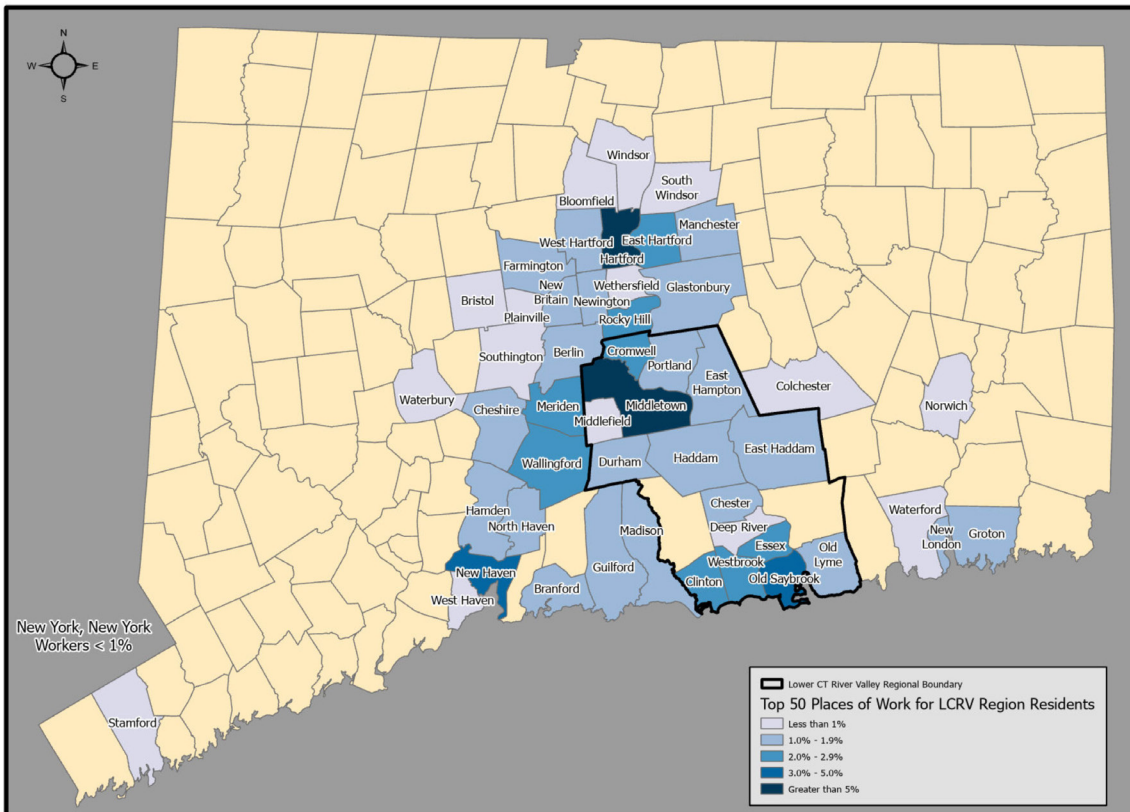 N
W
E
S
Windsor
South
Windsor
Bloomfield
Manchester
West Hartford
East Hartford
Hartford
Farmington
New
Britain
Wethersfield
Glastonbury
Newington
Bristol
Plainville
Rocky Hill
Southington
Berlin
Cromwell
Portland
East
Hampton
Colchester
Waterbury
Cheshire
Meriden
Middletown
Middlefield
Norwich
Wallingford
Durham
Haddam
East Haddam
Hamden
North Haven
Madison
Chester
Deep River
Waterford
New
London
Groton
Essex
Old
Lyme
New Haven
Guilford
Westbrook
Clinton
Old Saybrook
Branford
West Haven
New York, New York
Workers < 1%
Stamford
Lower CT River Valley Regional Boundary
Top 50 Places of Work for LCRV Region Residents
Less than 1%
1.0% - 1.9%
2.0% - 2.9%
3.0% - 5.0%
Greater than 5%